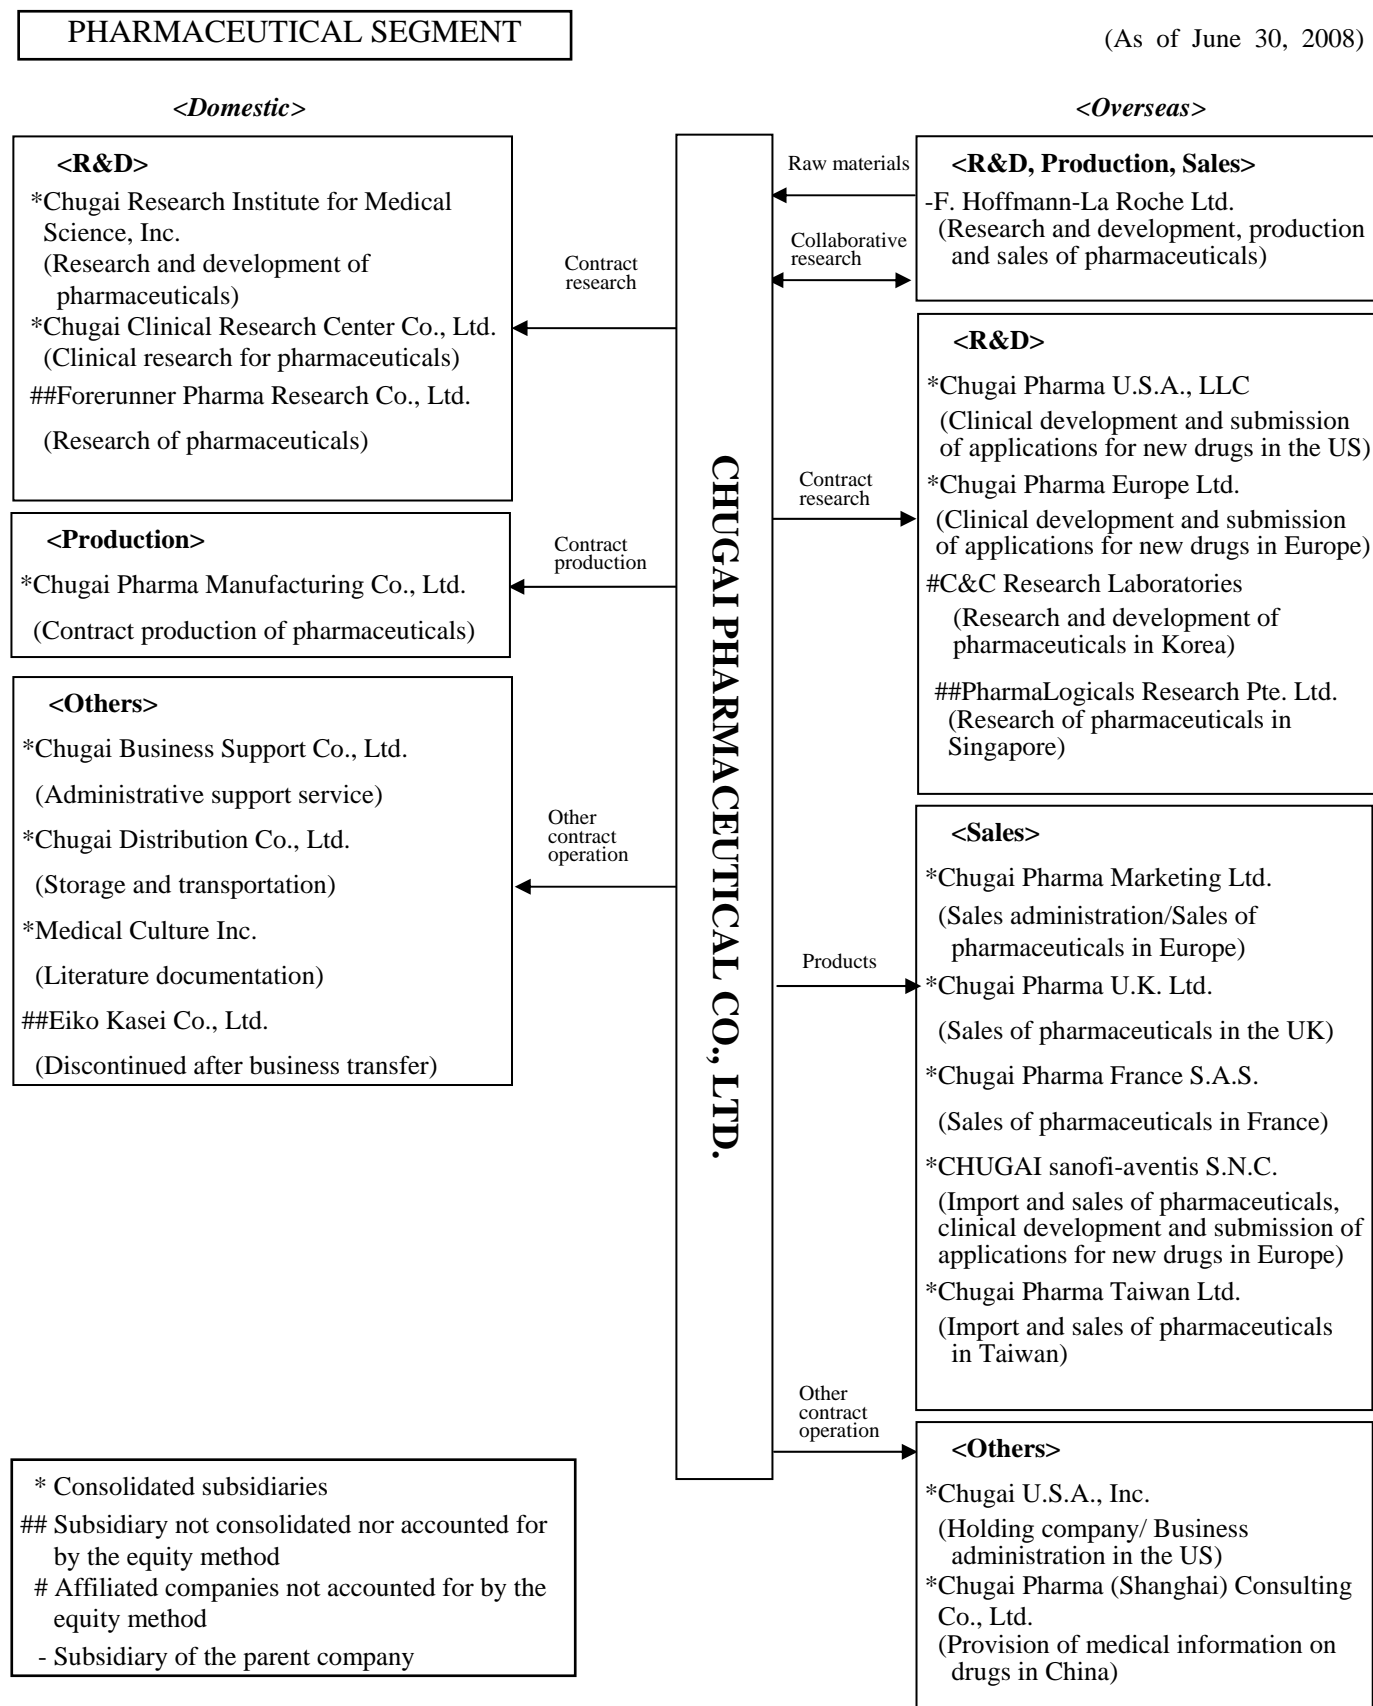 PHARMACEUTICAL SEGMENT
(As of June 30, 2008)
<Domestic>
<Overseas>
<R&D>
*Chugai Research Institute for Medical
Science, Inc.
(Research and development of
pharmaceuticals)
*Chugai Clinical Research Center Co., Ltd.
(Clinical research for pharmaceuticals)
##Forerunner Pharma Research Co., Ltd.
(Research of pharmaceuticals)
Contract
research
<Production>
*Chugai Pharma Manufacturing Co., Ltd.
(Contract production of pharmaceuticals)
Contract
production
<Others>
*Chugai Business Support Co., Ltd.
(Administrative support service)
*Chugai Distribution Co., Ltd.
(Storage and transportation)
*Medical Culture Inc.
(Literature documentation)
##Eiko Kasei Co., Ltd.
(Discontinued after business transfer)
Other
contract
operation
CHUGAI PHARMACEUTICAL CO., LTD.
Raw materials
Collaborative
research
<R&D, Production, Sales>
-F. Hoffmann-La Roche Ltd.
(Research and development, production
and sales of pharmaceuticals)
Contract
research
<R&D>
*Chugai Pharma U.S.A., LLC
(Clinical development and submission
of applications for new drugs in the US)
*Chugai Pharma Europe Ltd.
(Clinical development and submission
of applications for new drugs in Europe)
#C&C Research Laboratories
(Research and development of
pharmaceuticals in Korea)
##PharmaLogicals Research Pte. Ltd.
(Research of pharmaceuticals in
Singapore)
Products
<Sales>
*Chugai Pharma Marketing Ltd.
(Sales administration/Sales of
pharmaceuticals in Europe)
*Chugai Pharma U.K. Ltd.
(Sales of pharmaceuticals in the UK)
*Chugai Pharma France S.A.S.
(Sales of pharmaceuticals in France)
*CHUGAI sanofi-aventis S.N.C.
(Import and sales of pharmaceuticals,
clinical development and submission of
applications for new drugs in Europe)
*Chugai Pharma Taiwan Ltd.
(Import and sales of pharmaceuticals
in Taiwan)
Other
contract
operation
<Others>
*Chugai U.S.A., Inc.
(Holding company/ Business
administration in the US)
*Chugai Pharma (Shanghai) Consulting
Co., Ltd.
(Provision of medical information on
drugs in China)
* Consolidated subsidiaries
## Subsidiary not consolidated nor accounted for
by the equity method
# Affiliated companies not accounted for by the
equity method
- Subsidiary of the parent company